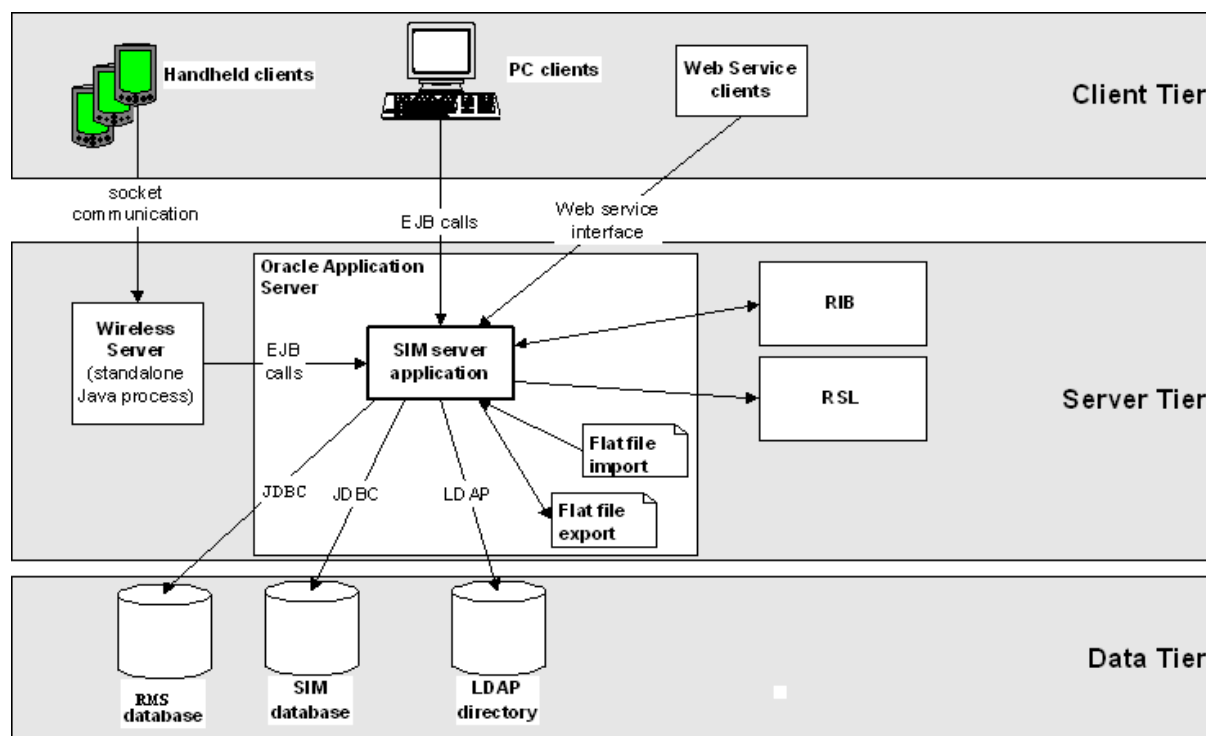 Handheld clients
PC clients
Web Service
clients
Client Tier
socket
communication
EJB calls
Web service
interface
Oracle Application
Server
Wireless
Server
(standalone
Java process)
EJB
calls
SIM server
application
RIB
RSL
Server Tier
Flat file
import
Flat file
export
JDBC
JDBC
LDAP
RMS
database
SIM
database
LDAP
directory
Data Tier